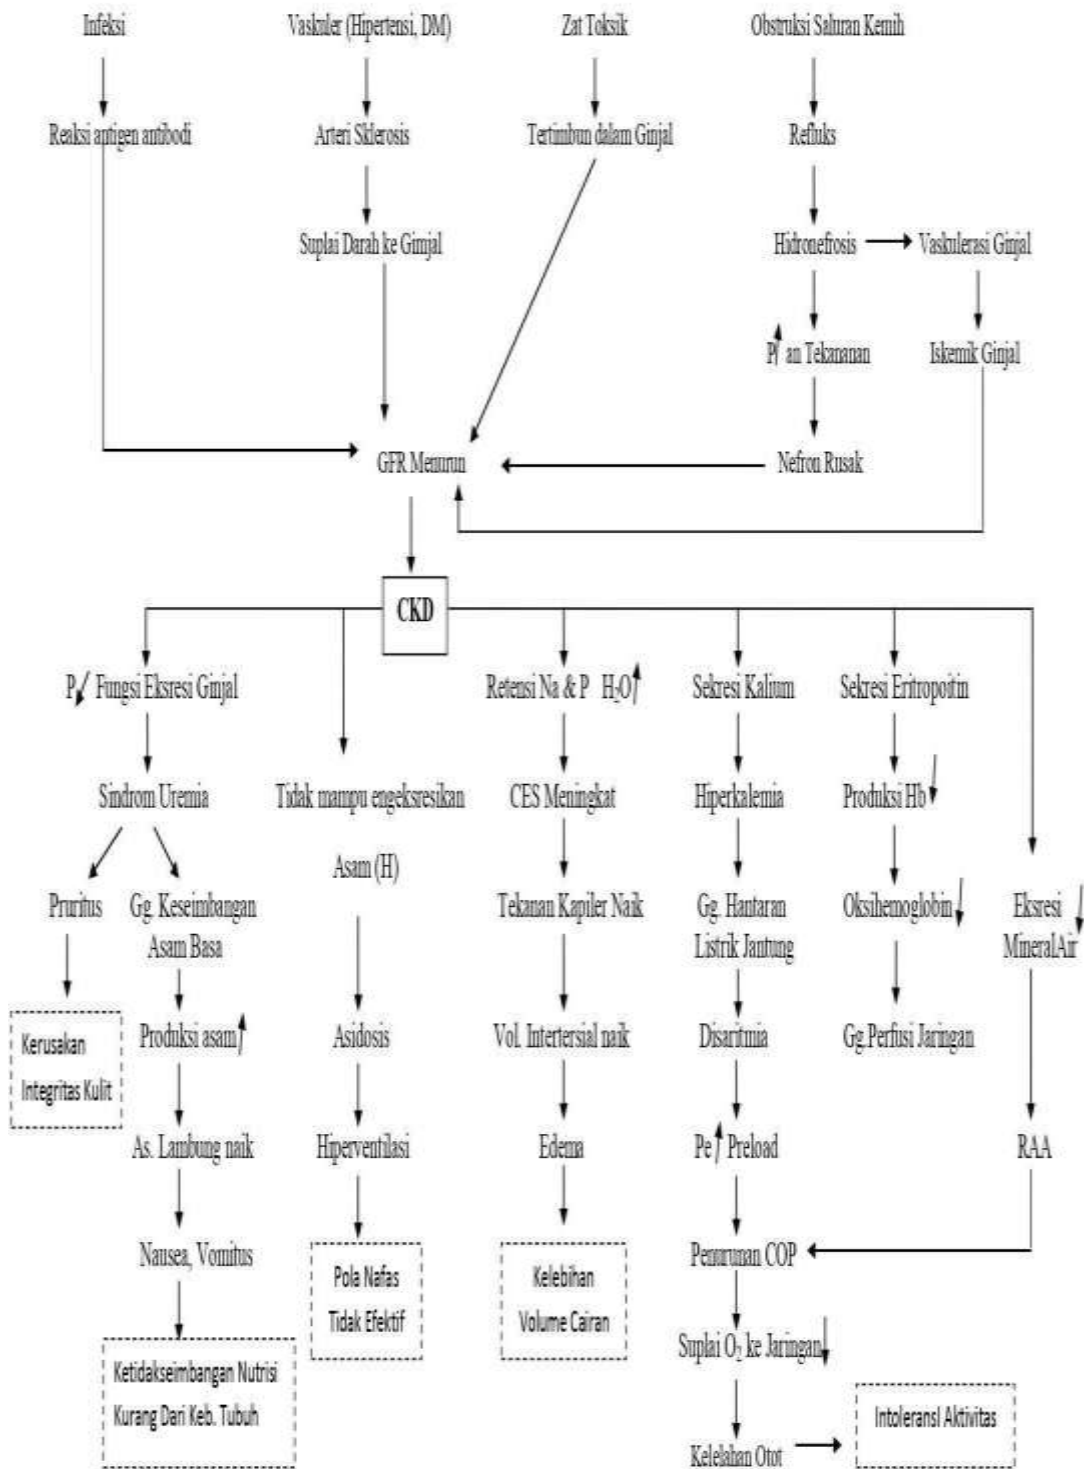 Infeksi
Vaskuler (Hipertensi, DM)
Zat Toksik
Obstruksi Saluran Kemih
Reaksi antigen antibodi
Arteri Sklerosis
Tertimbun dalam Ginjal
Refluks
Suplai Darah ke Gimjal
Hidronefrosis
Vaskulerasi Ginjal
P an Tekananan
Iskemik Ginjal
GFR Menurun
Nefron Rusak
CKD
P Fungsi Eksresi Ginjal
Retensi Na & P H₂O
Sekresi Kalium
Sekresi Eritropoitin
Sindrom Uremia
Tidak mampu engeksresikan
Asam (H)
CES Meningkat
Hiperkalemia
Produksi Hb
Pruritus
Gg. Keseimbangan
Asam Basa
Tekanan Kapiler Naik
Gg. Hantaran
Listrik Jantung
Oksihemoglobin
Eksresi
MineralAir
Kerusakan
Integritas Kulit
Produksi asam
Asidosis
Vol. Intertersial naik
Disaritmia
Gg.Perfusi Jaringan
As. Lambung naik
Hiperventilasi
Edema
Pe Preload
RAA
Nausea, Vomitus
Pola Nafas
Tidak Efektif
Kelebihan
Volume Cairan
Penurunan COP
Suplai O₂ ke Jaringan
Ketidakseimbangan Nutrisi
Kurang Dari Keb. Tubuh
Kelelahan Otot
Intoleransl Aktivitas